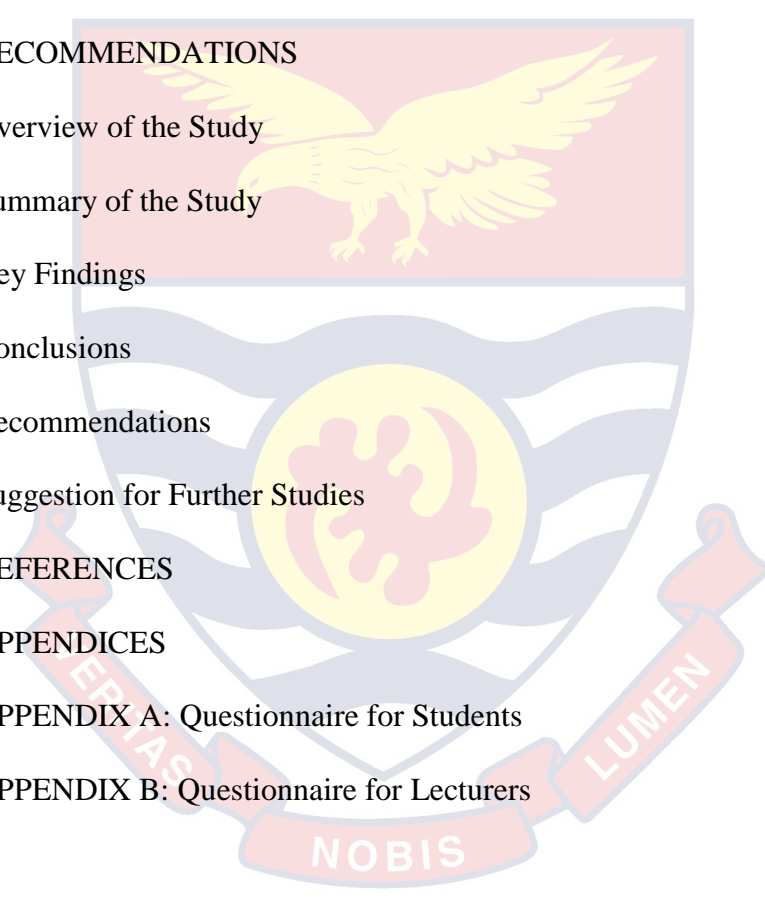 ECOMMENDATIONS
verview of the Study
ummary of the Study
ey Findings
onclusions
ecommendations
uggestion for Further Studies
EFERENCES
PPENDICES
PPENDIX A: Questionnaire for Students
PPENDIX B: Questionnaire for Lecturers
VERITAS
NOBIS
LUMEN